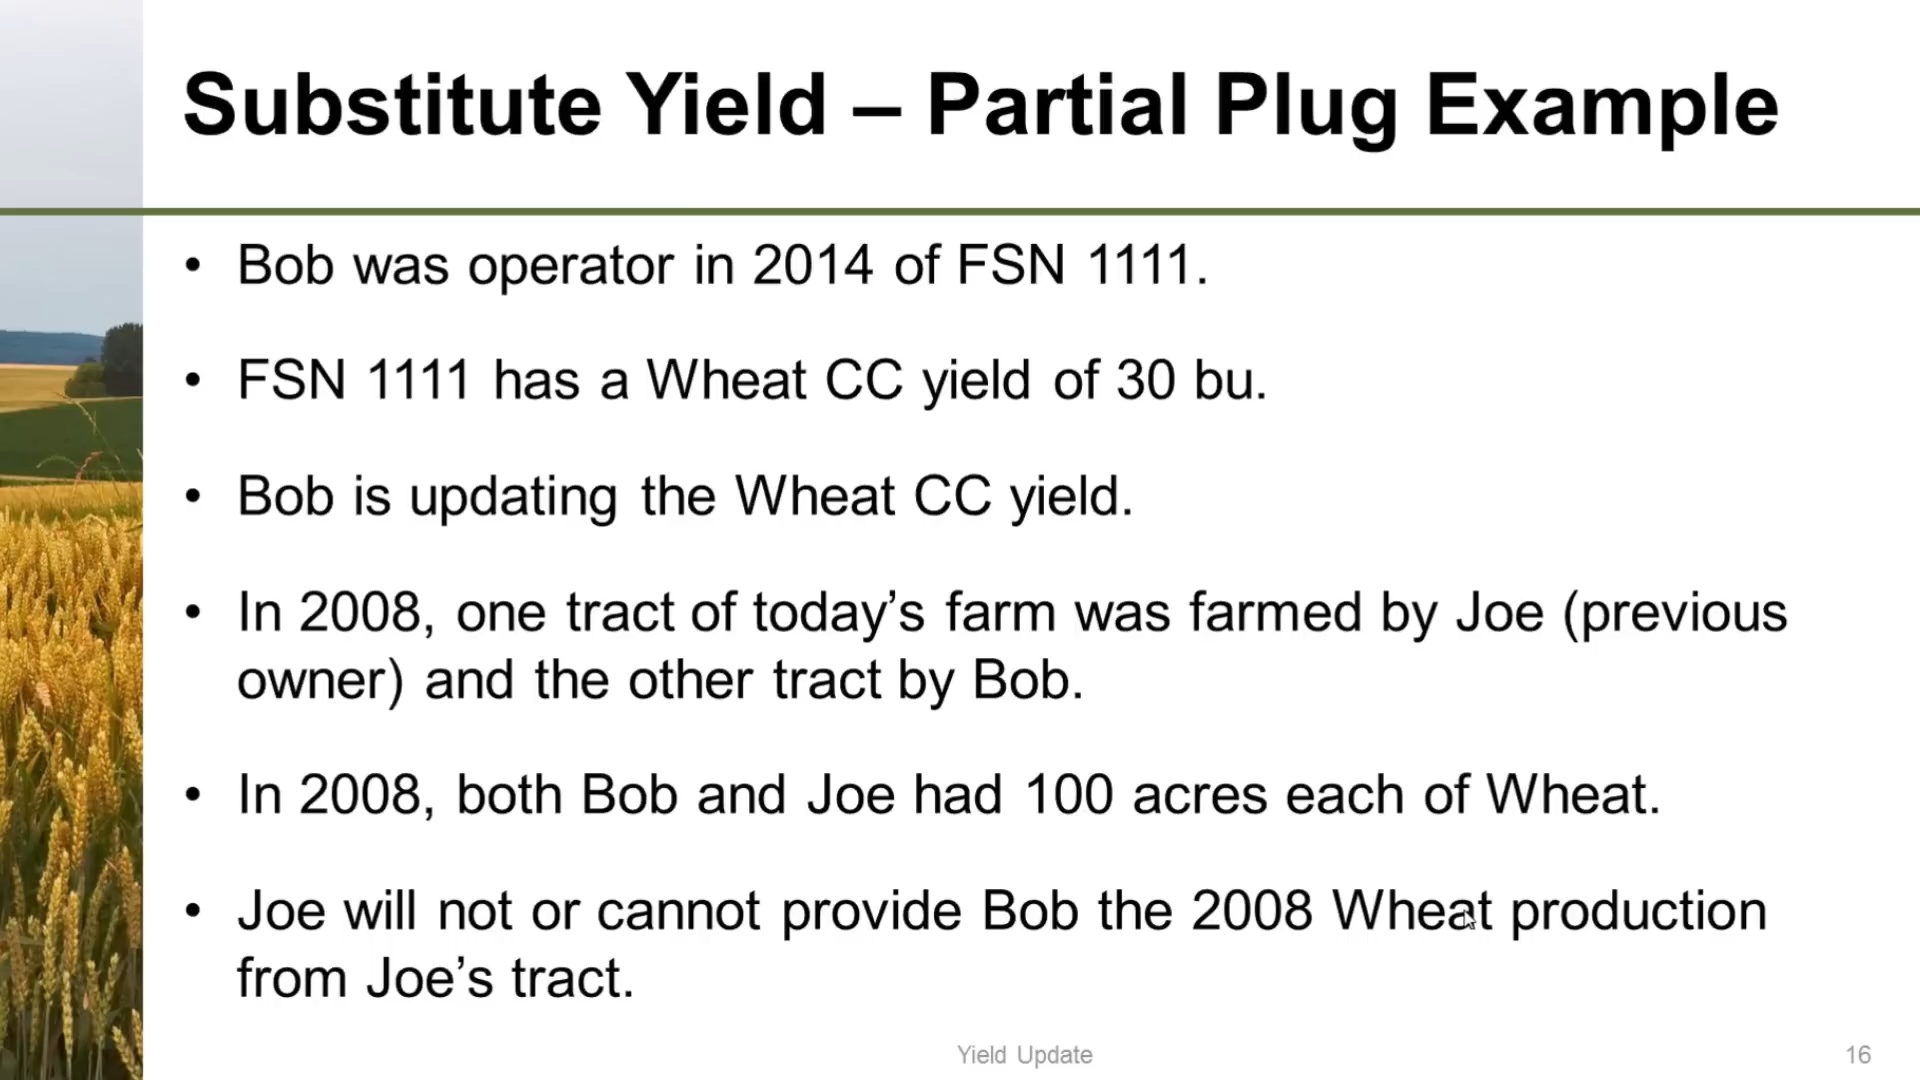 Substitute Yield – Partial Plug Example
• Bob was operator in 2014 of FSN 1111.
• FSN 1111 has a Wheat CC yield of 30 bu.
• Bob is updating the Wheat CC yield.
• In 2008, one tract of today’s farm was farmed by Joe (previous
owner) and the other tract by Bob.
• In 2008, both Bob and Joe had 100 acres each of Wheat.
• Joe will not or cannot provide Bob the 2008 Wheat production
from Joe’s tract.
Yield Update
16